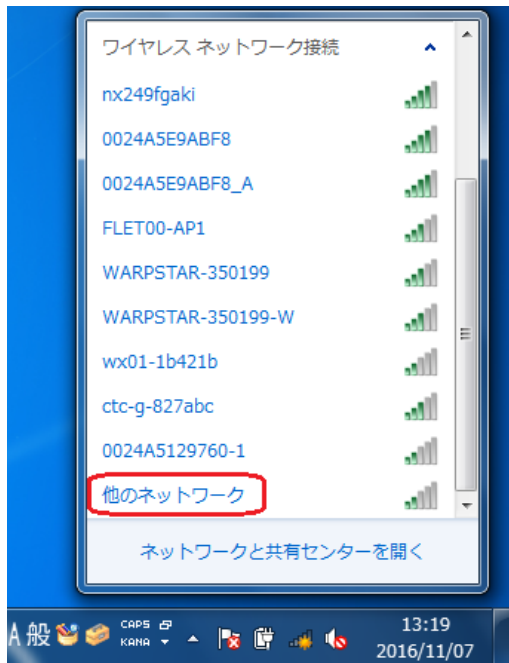 ワイヤレス ネットワーク接続
nx249fgaki
0024A5E9ABF8
0024A5E9ABF8_A
FLET00-AP1
WARPSTAR-350199
WARPSTAR-350199-W
wx01-1b421b
ctc-g-827abc
0024A5129760-1
他のネットワーク
ネットワークと共有センターを開く
A 般 CAPS
KANA
13:19
2016/11/07